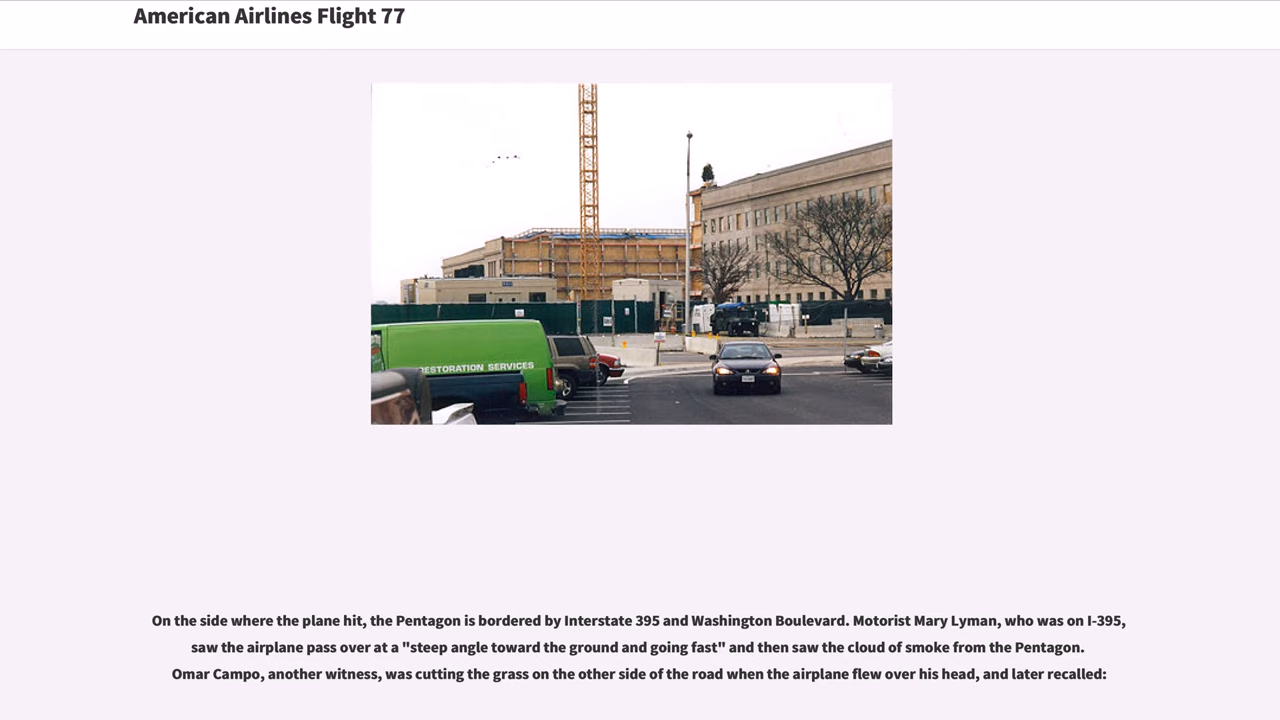 American Airlines Flight 77
RESTORATION SERVICES
On the side where the plane hit, the Pentagon is bordered by Interstate 395 and Washington Boulevard. Motorist Mary Lyman, who was on I-395,
saw the airplane pass over at a "steep angle toward the ground and going fast" and then saw the cloud of smoke from the Pentagon.
Omar Campo, another witness, was cutting the grass on the other side of the road when the airplane flew over his head, and later recalled: